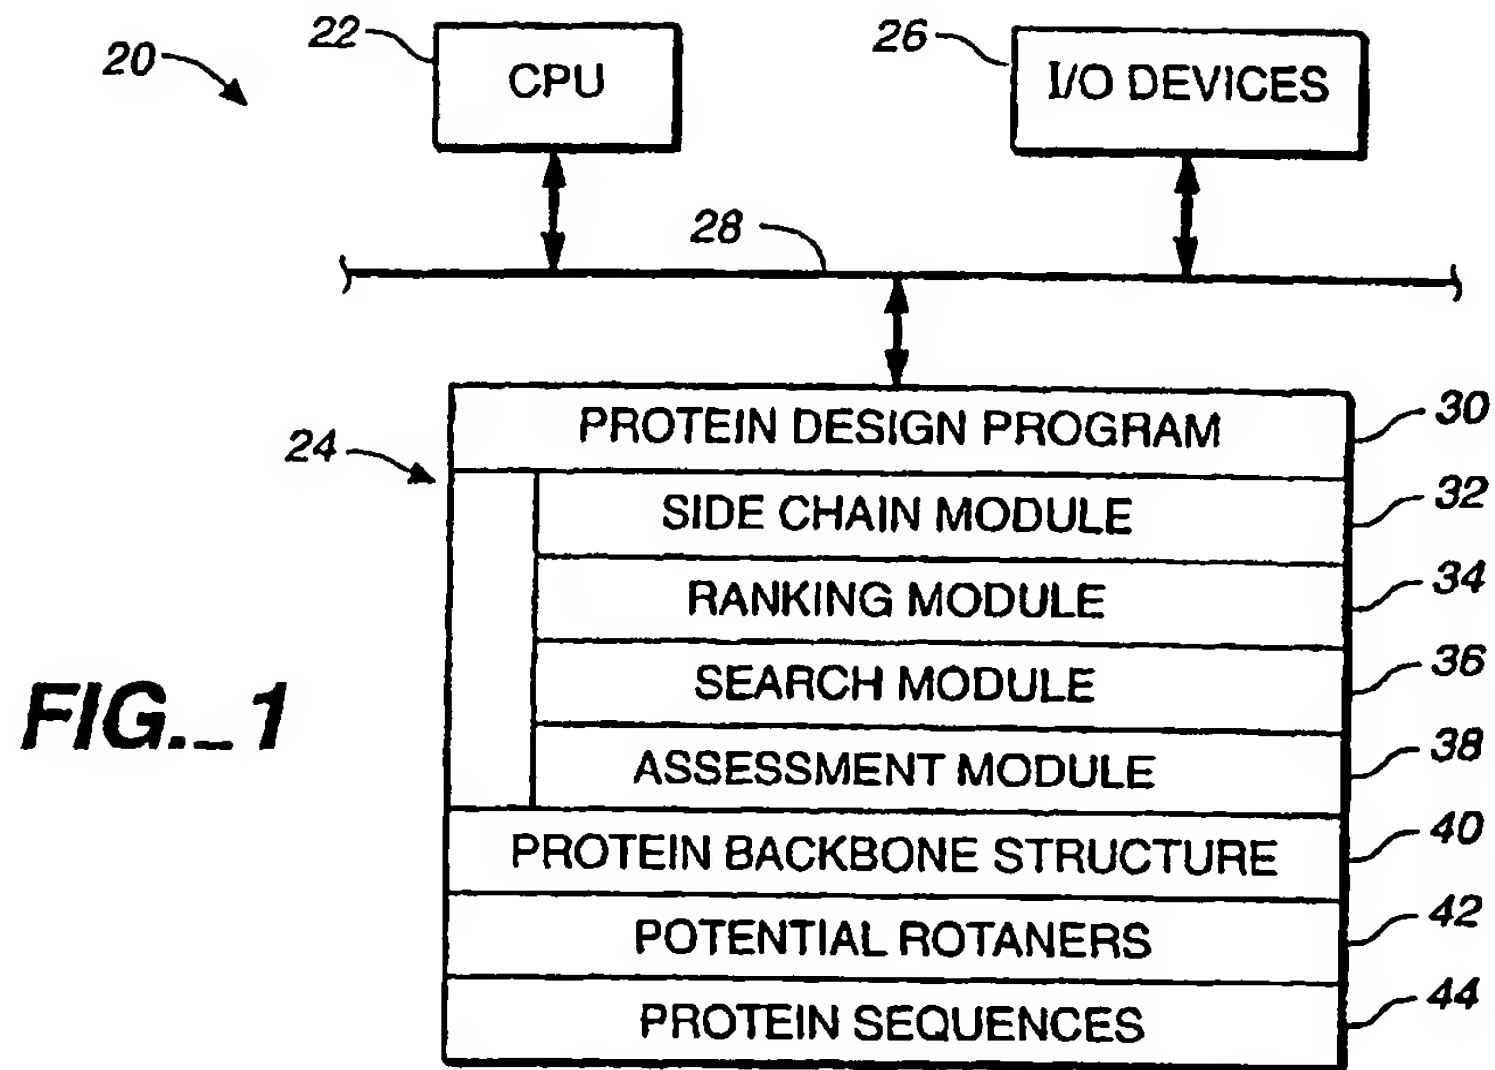 20
22
CPU
26
I/O DEVICES
28
24
PROTEIN DESIGN PROGRAM
30
SIDE CHAIN MODULE
32
RANKING MODULE
34
SEARCH MODULE
36
ASSESSMENT MODULE
38
PROTEIN BACKBONE STRUCTURE
40
POTENTIAL ROTANERS
42
PROTEIN SEQUENCES
44
FIG._1